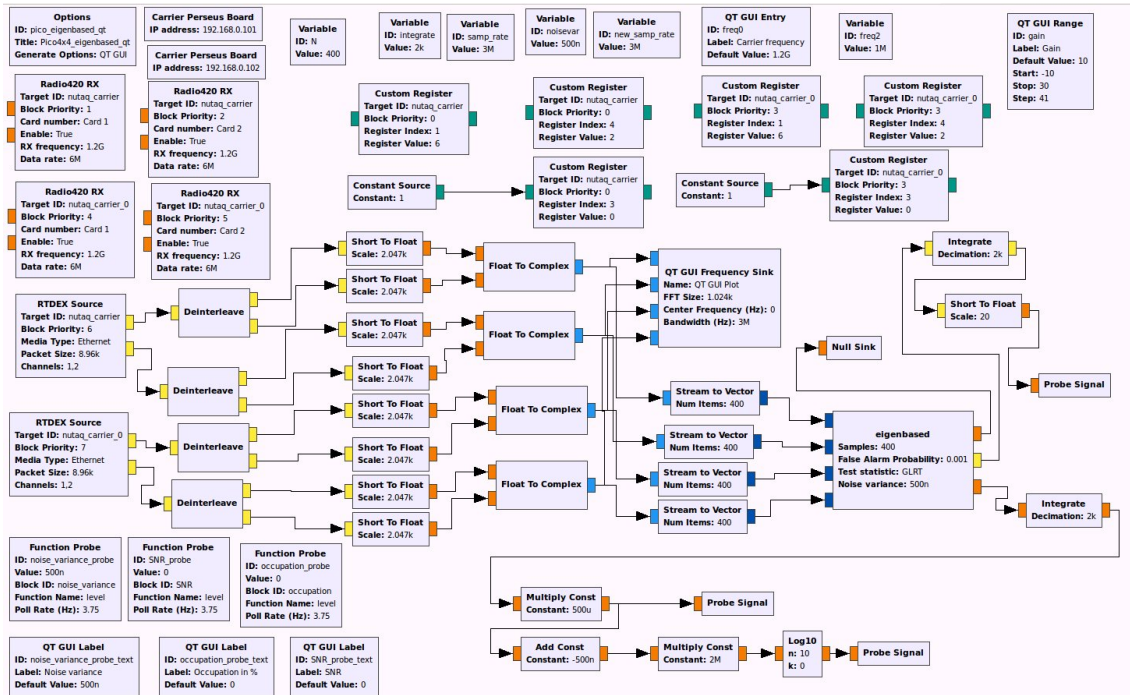 Options
ID: pico_eigenbased_qt
Title: Pico4x4_eigenbased_qt
Generate Options: QT GUI
Carrier Perseus Board
IP address: 192.168.0.101
Carrier Perseus Board
IP address: 192.168.0.102
Variable
ID: N
Value: 400
Variable
ID: integrate
Value: 2k
Variable
ID: samp_rate
Value: 3M
Variable
ID: noisevar
Value: 500n
Variable
ID: new_samp_rate
Value: 3M
QT GUI Entry
ID: freq0
Label: Carrier frequency
Default Value: 1.2G
Variable
ID: freq2
Value: 1M
QT GUI Range
ID: gain
Label: Gain
Default Value: 10
Start: -10
Stop: 30
Step: 41
Radio420 RX
Target ID: nutaq_carrier
Block Priority: 1
Card number: Card 1
Enable: True
RX frequency: 1.2G
Data rate: 6M
Radio420 RX
Target ID: nutaq_carrier
Block Priority: 2
Card number: Card 2
Enable: True
RX frequency: 1.2G
Data rate: 6M
Custom Register
Target ID: nutaq_carrier
Block Priority: 0
Register Index: 1
Register Value: 6
Custom Register
Target ID: nutaq_carrier
Block Priority: 0
Register Index: 4
Register Value: 2
Custom Register
Target ID: nutaq_carrier_0
Block Priority: 3
Register Index: 1
Register Value: 6
Custom Register
Target ID: nutaq_carrier_0
Block Priority: 3
Register Index: 4
Register Value: 2
Radio420 RX
Target ID: nutaq_carrier_0
Block Priority: 4
Card number: Card 1
Enable: True
RX frequency: 1.2G
Data rate: 6M
Radio420 RX
Target ID: nutaq_carrier_0
Block Priority: 5
Card number: Card 2
Enable: True
RX frequency: 1.2G
Data rate: 6M
Constant Source
Constant: 1
Custom Register
Target ID: nutaq_carrier
Block Priority: 0
Register Index: 3
Register Value: 0
Constant Source
Constant: 1
Custom Register
Target ID: nutaq_carrier_0
Block Priority: 3
Register Index: 3
Register Value: 0
RTDEX Source
Target ID: nutaq_carrier
Block Priority: 6
Media Type: Ethernet
Packet Size: 8.96k
Channels: 1,2
RTDEX Source
Target ID: nutaq_carrier_0
Block Priority: 7
Media Type: Ethernet
Packet Size: 8.96k
Channels: 1,2
Deinterleave
Deinterleave
Deinterleave
Deinterleave
Short To Float
Scale: 2.047k
Short To Float
Scale: 2.047k
Short To Float
Scale: 2.047k
Short To Float
Scale: 2.047k
Short To Float
Scale: 2.047k
Short To Float
Scale: 2.047k
Short To Float
Scale: 2.047k
Short To Float
Scale: 2.047k
Float To Complex
Float To Complex
Float To Complex
Float To Complex
QT GUI Frequency Sink
Name: QT GUI Plot
FFT Size: 1.024k
Center Frequency (Hz): 0
Bandwidth (Hz): 3M
Stream to Vector
Num Items: 400
Stream to Vector
Num Items: 400
Stream to Vector
Num Items: 400
Stream to Vector
Num Items: 400
Integrate
Decimation: 2k
Short To Float
Scale: 20
Null Sink
Probe Signal
eigenbased
Samples: 400
False Alarm Probability: 0.001
Test statistic: GLRT
Noise variance: 500n
Integrate
Decimation: 2k
Function Probe
ID: noise_variance_probe
Value: 500n
Block ID: noise_variance
Function Name: level
Poll Rate (Hz): 3.75
Function Probe
ID: SNR_probe
Value: 0
Block ID: SNR
Function Name: level
Poll Rate (Hz): 3.75
Function Probe
ID: occupation_probe
Value: 0
Block ID: occupation
Function Name: level
Poll Rate (Hz): 3.75
Multiply Const
Constant: 500u
Probe Signal
Add Const
Constant: -500n
Multiply Const
Constant: 2M
Log10
n: 10
k: 0
Probe Signal
QT GUI Label
ID: noise_variance_probe_text
Label: Noise variance
Default Value: 500n
QT GUI Label
ID: occupation_probe_text
Label: Occupation in %
Default Value: 0
QT GUI Label
ID: SNR_probe_text
Label: SNR
Default Value: 0